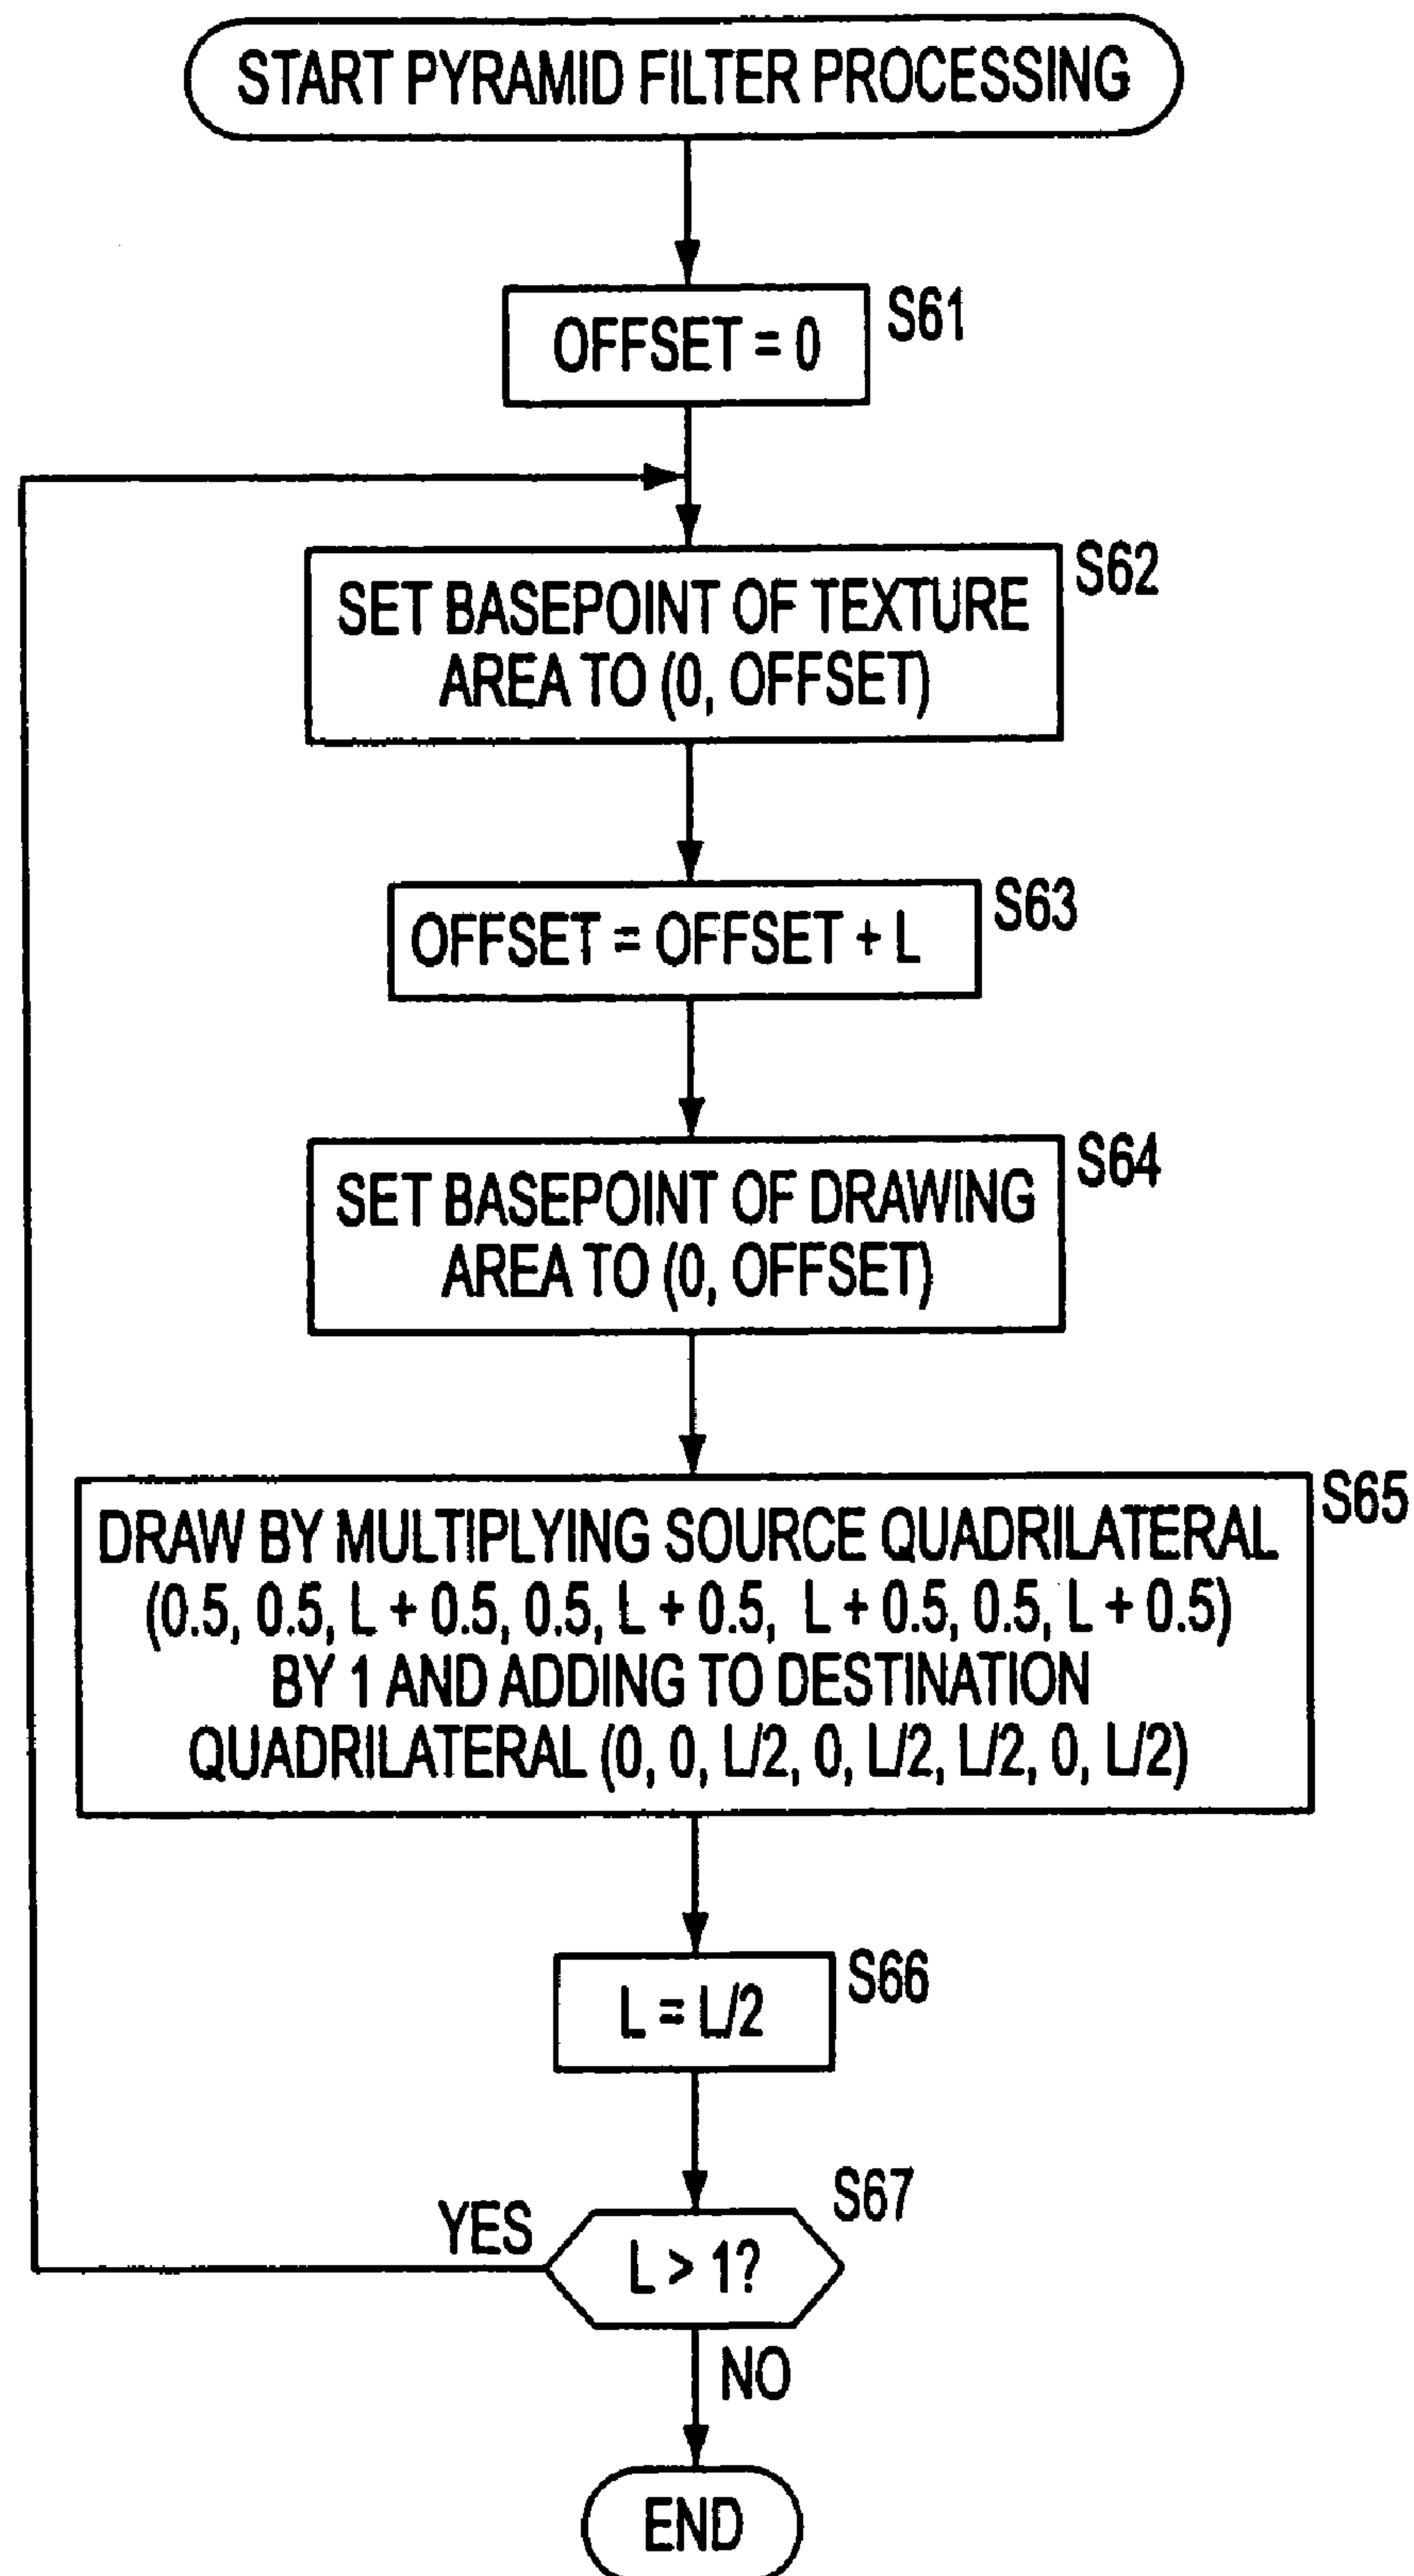 START PYRAMID FILTER PROCESSING
OFFSET = 0
S61
SET BASEPOINT OF TEXTURE
AREA TO (0, OFFSET)
S62
OFFSET = OFFSET + L
S63
SET BASEPOINT OF DRAWING
AREA TO (0, OFFSET)
S64
DRAW BY MULTIPLYING SOURCE QUADRILATERAL
(0.5, 0.5, L + 0.5, 0.5, L + 0.5, L + 0.5, 0.5, L + 0.5)
BY 1 AND ADDING TO DESTINATION
QUADRILATERAL (0, 0, L/2, 0, L/2, L/2, 0, L/2)
S65
L = L/2
S66
L > 1?
S67
YES
NO
END